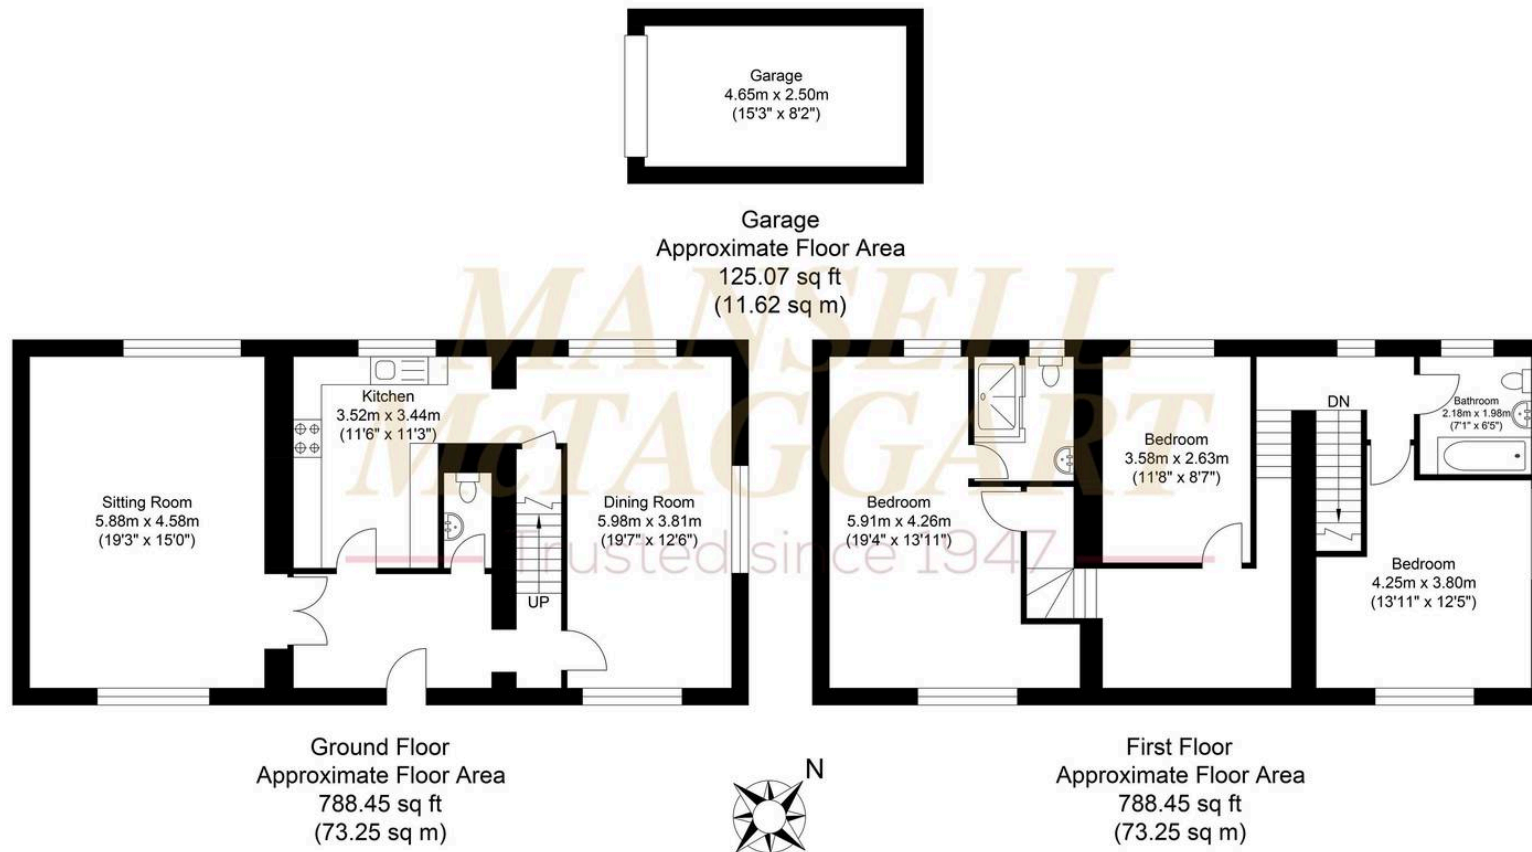 Garage
4.65m x 2.50m
(15'3" x 8'2")
Garage
Approximate Floor Area
125.07 sq ft
(11.62 sq m)
MANSELL
McTAGGART
Trusted since 1947
Kitchen
3.52m x 3.44m
(11'6" x 11'3")
Sitting Room
5.88m x 4.58m
(19'3" x 15'0")
Dining Room
5.98m x 3.81m
(19'7" x 12'6")
UP
Ground Floor
Approximate Floor Area
788.45 sq ft
(73.25 sq m)
Bedroom
5.91m x 4.26m
(19'4" x 13'11")
Bedroom
3.58m x 2.63m
(11'8" x 8'7")
DN
Bathroom
2.18m x 1.98m
(7'1" x 6'5")
Bedroom
4.25m x 3.80m
(13'11" x 12'5")
First Floor
Approximate Floor Area
788.45 sq ft
(73.25 sq m)
N